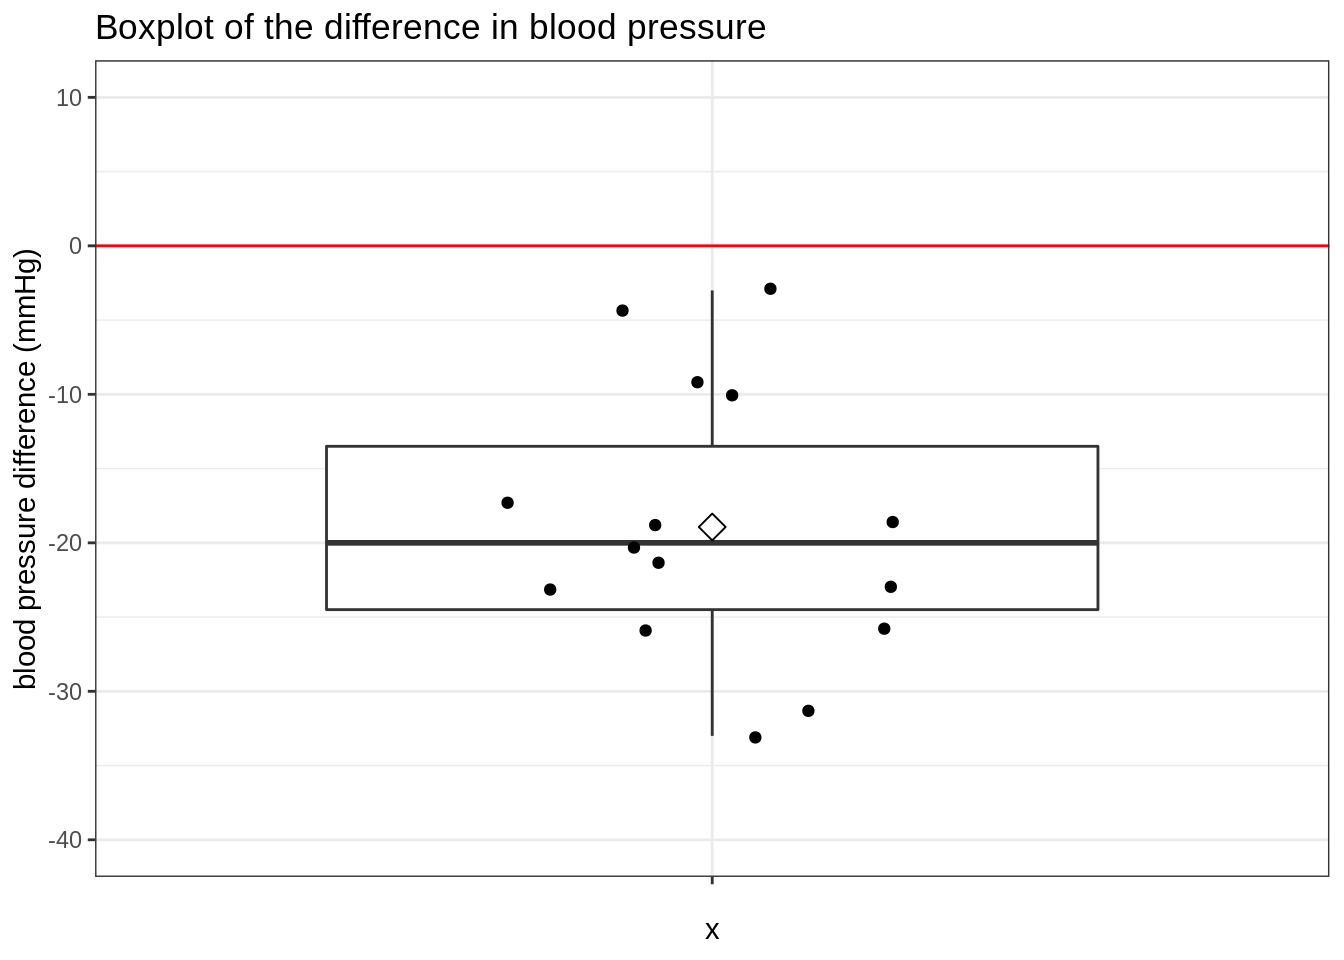 Boxplot of the difference in blood pressure
10
0
-10
-20
-30
-40
blood pressure difference (mmHg)
x